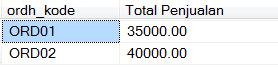 ordh_kode Total Penjualan
ORD01 35000.00
ORD02 40000.00